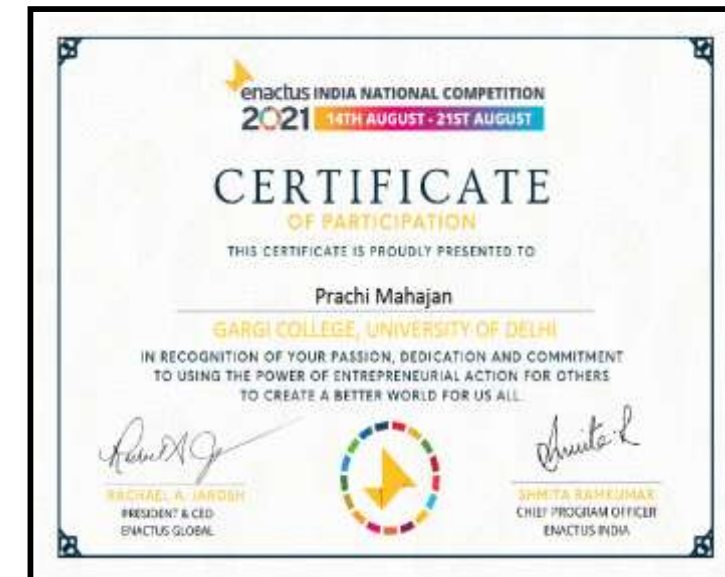 enactus INDIA NATIONAL COMPETITION
2021 14TH AUGUST - 21ST AUGUST
CERTIFICATE
OF PARTICIPATION
THIS CERTIFICATE IS PROUDLY PRESENTED TO
Prachi Mahajan
GARGI COLLEGE, UNIVERSITY OF DELHI
IN RECOGNITION OF YOUR PASSION, DEDICATION AND COMMITMENT
TO USING THE POWER OF ENTREPRENEURIAL ACTION FOR OTHERS
TO CREATE A BETTER WORLD FOR US ALL.
RACHAEL A. JAROSH
PRESIDENT & CEO
ENACTUS GLOBAL
SHMITA RAMKUMAR
CHIEF PROGRAM OFFICER
ENACTUS INDIA